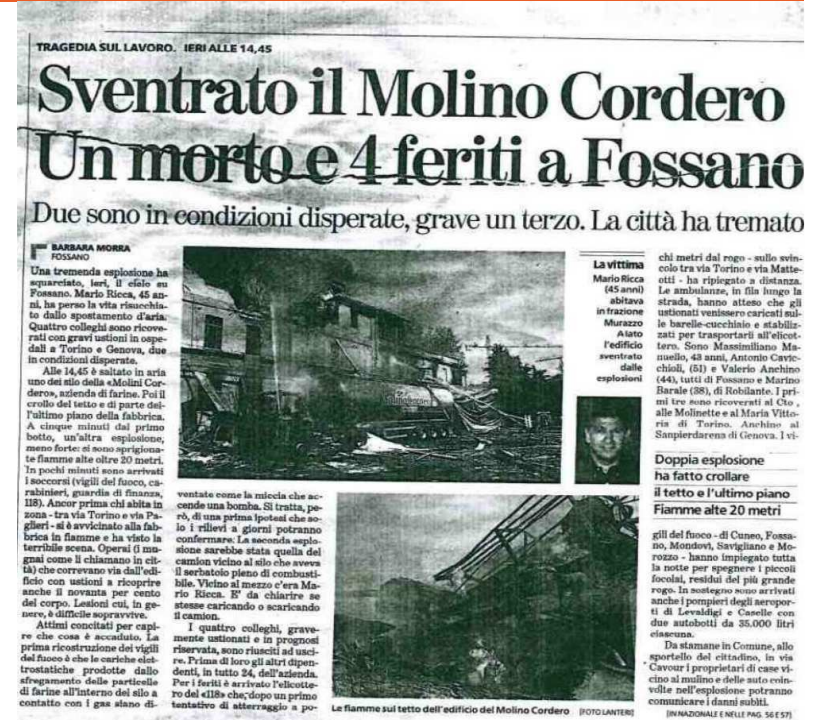 TRAGEDIA SUL LAVORO. IERI ALLE 14,45
Sventrato il Molino Cordero
Un morto e 4 feriti a Fossano
Due sono in condizioni disperate, grave un terzo. La città ha tremato
BARBARA MORRA
FOSSANO
Una tremenda esplosione ha
squarciato, ieri, il cielo su
Fossano. Mario Ricca, 45 an-
ni, ha perso la vita risucchia-
to dallo spostamento d'aria.
Quattro colleghi sono ricove-
rati con gravi ustioni in ospe-
dali a Torino e Genova, due
in condizioni disperate.
Alle 14,45 è saltato in aria
uno dei silo della «Molini Cor-
dero», azienda di farine. Poi il
crollo del tetto e di parte del-
l'ultimo piano della fabbrica.
A cinque minuti dal primo
botto, un'altra esplosione,
meno forte: si sono sprigiona-
te fiamme alte oltre 20 metri.
In pochi minuti sono arrivati
i soccorsi (vigili del fuoco, ca-
rabinieri, guardia di finanza,
118). Ancor prima chi abita in
zona - tra via Torino e via Pa-
glieri - si è avvicinato alla fab-
brica in fiamme e ha visto la
terribile scena. Operai (i mu-
gnai come li chiamano in cit-
tà) che correvano via dall'edi-
ficio con ustioni a ricoprire
anche il novanta per cento
del corpo. Lesioni cui, in ge-
nere, è difficile sopravvive.
Attimi concitati per capi-
re che cosa è accaduto. La
prima ricostruzione dei vigili
del fuoco è che le cariche elet-
trostatiche prodotte dallo
sfregamento delle particelle
di farine all'interno del silo a
contatto con i gas siano di-
ventate come la miccia che ac-
cende una bomba. Si tratta, pe-
rò, di una prima ipotesi che so-
lo i rilievi a giorni potranno
confermare. La seconda esplo-
sione sarebbe stata quella del
camion vicino al silo che aveva
il serbatoio pieno di combusti-
bile. Vicino al mezzo c'era Ma-
rio Ricca. E' da chiarire se
stesse caricando o scaricando
il camion.
I quattro colleghi, grave-
mente ustionati e in prognosi
riservata, sono riusciti ad usci-
re. Prima di loro gli altri dipen-
denti, in tutto 24, dell'azienda.
Per i feriti è arrivato l'elicotte-
ro del «118» che, dopo un primo
tentativo di atterraggio a po-
La vittima
Mario Ricca
(45 anni)
abitava
in frazione
Murazzo
A lato
l'edificio
sventrato
dalle
esplosioni
Le fiamme sul tetto dell'edificio del Molino Cordero [FOTO LANTERI]
chi metri dal rogo - sullo svin-
colo tra via Torino e via Matte-
otti - ha ripiegato a distanza.
Le ambulanze, in fila lungo la
strada, hanno atteso che gli
ustionati venissero caricati sul-
le barelle-cucchiaio e stabiliz-
zati per trasportarli all'elicot-
tero. Sono Massimiliano Ma-
nuello, 43 anni, Antonio Cavic-
chioli, (51) e Valerio Anchino
(44), tutti di Fossano e Marino
Barale (38), di Robilante. I pri-
mi tre sono ricoverati al Cto,
alle Molinette e al Maria Vitto-
ria di Torino. Anchino al
Sanpierdarena di Genova. I vi-
Doppia esplosione
ha fatto crollare
il tetto e l'ultimo piano
Fiamme alte 20 metri
gili del fuoco - di Cuneo, Fossa-
no, Mondovì, Savigliano e Mo-
rozzo - hanno impiegato tutta
la notte per spegnere i piccoli
focolai, residui del più grande
rogo. In sostegno sono arrivati
anche i pompieri degli aeropor-
ti di Levaldigi e Caselle con
due autobotti da 35.000 litri
ciascuna.
Da stamane in Comune, allo
sportello del cittadino, in via
Cavour i proprietari di case vi-
cino al mulino e delle auto coin-
volte nell'esplosione potranno
comunicare i danni subiti.
[IN NAZIONALE E NELLE PAG. 56 E 57]